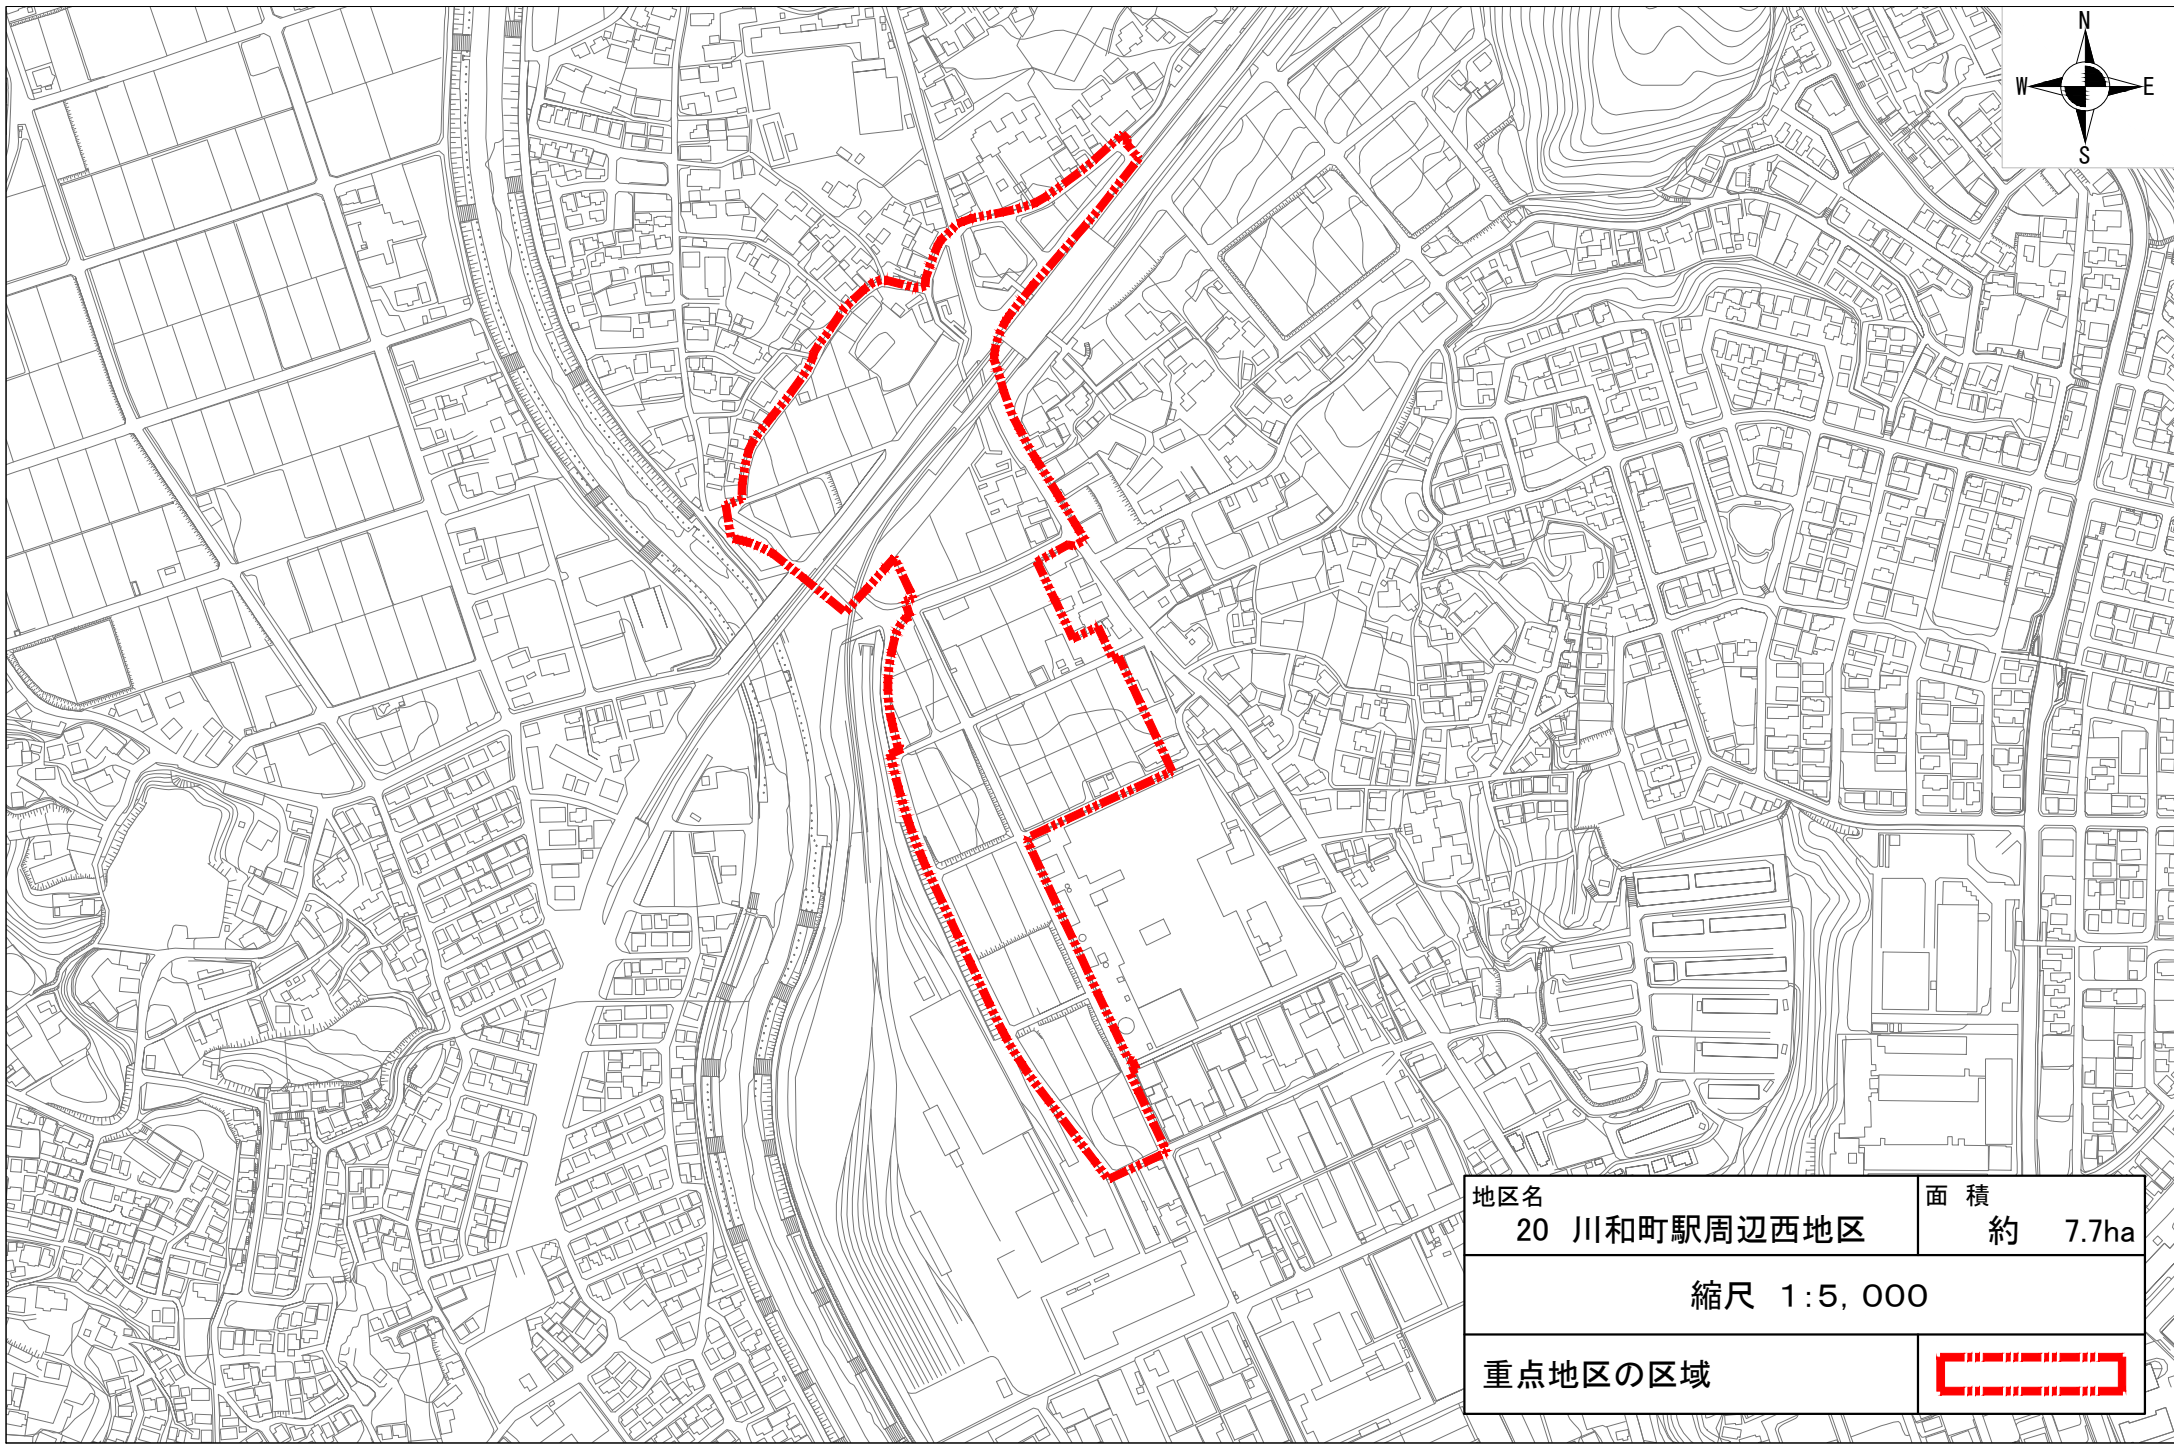 N
W E
S
地区名
20 川和町駅周辺西地区
面 積
約 7.7ha
縮尺 1:5,000
重点地区の区域